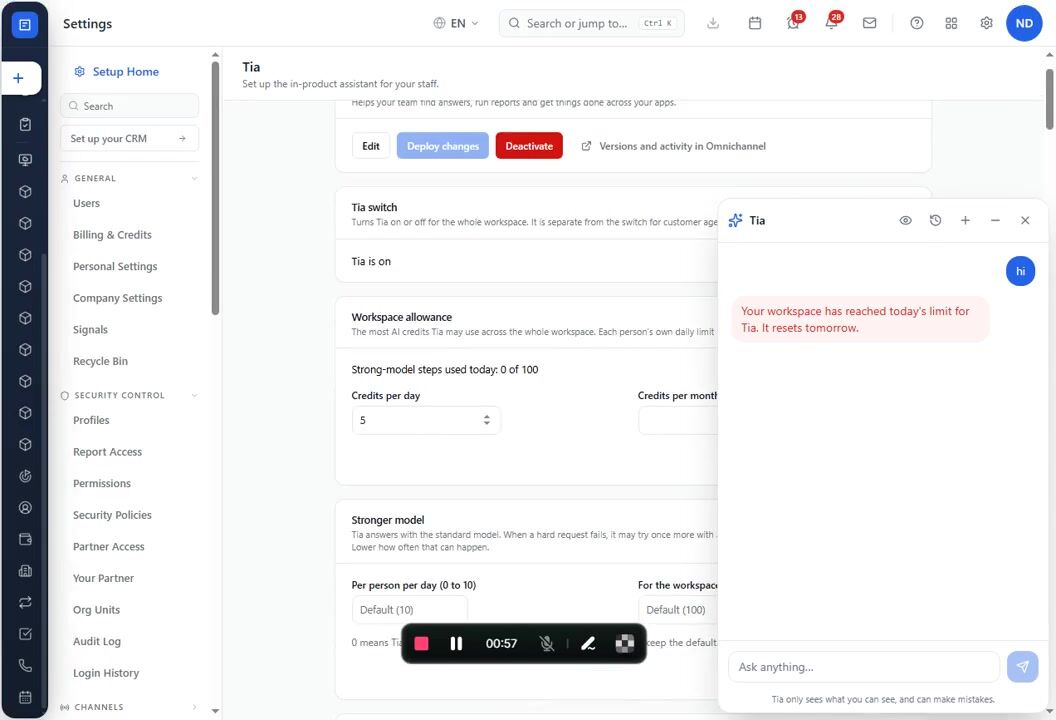 Settings
EN
Search or jump to...
Ctrl K
13
28
ND
Setup Home
Search
Set up your CRM
GENERAL
Users
Billing & Credits
Personal Settings
Company Settings
Signals
Recycle Bin
SECURITY CONTROL
Profiles
Report Access
Permissions
Security Policies
Partner Access
Your Partner
Org Units
Audit Log
Login History
CHANNELS
Tia
Set up the in-product assistant for your staff.
Helps your team find answers, run reports and get things done across your apps.
Edit
Deploy changes
Deactivate
Versions and activity in Omnichannel
Tia switch
Turns Tia on or off for the whole workspace. It is separate from the switch for customer age
Tia is on
Workspace allowance
The most AI credits Tia may use across the whole workspace. Each person's own daily limit
Strong-model steps used today: 0 of 100
Credits per day
Credits per month
5
Stronger model
Tia answers with the standard model. When a hard request fails, it may try once more with
Lower how often that can happen.
Per person per day (0 to 10)
For the workspace
Default (10)
Default (100)
0 means Tia
keep the default
00:57
Tia
hi
Your workspace has reached today's limit for
Tia. It resets tomorrow.
Ask anything...
Tia only sees what you can see, and can make mistakes.